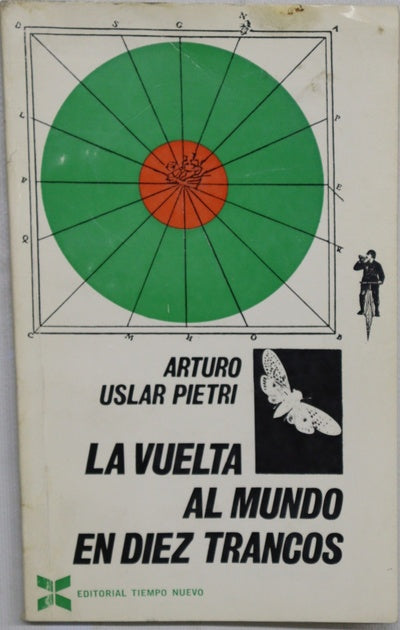 D S G N A
L F
A E
Q K
C M H O B
ARTURO
USLAR PIETRI
LA VUELTA
AL MUNDO
EN DIEZ TRANCOS
EDITORIAL TIEMPO NUEVO